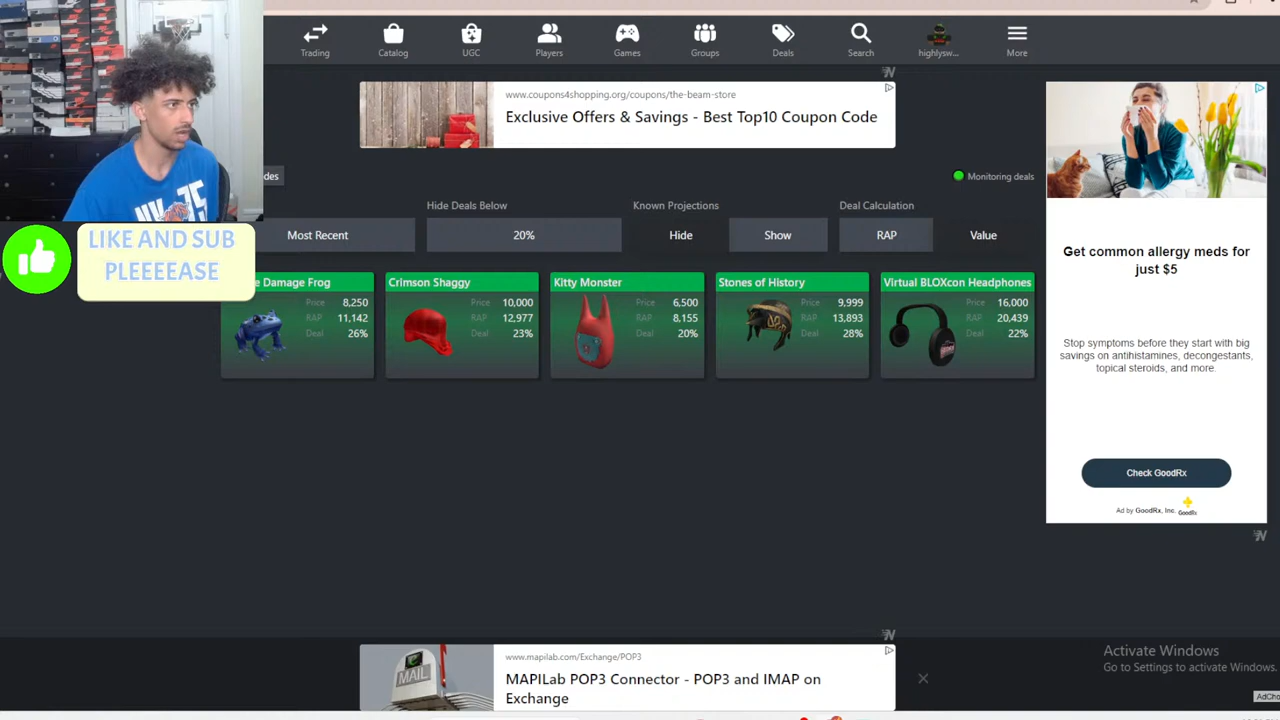 Trading
Catalog
UGC
Players
Games
Groups
Deals
Search
highlysw...
More
www.coupons4shopping.org/coupons/the-beam-store
Exclusive Offers & Savings - Best Top10 Coupon Code
des
Monitoring deals
Hide Deals Below
Known Projections
Deal Calculation
Most Recent
20%
Hide
Show
RAP
Value
LIKE AND SUB
PLEEEEASE
e Damage Frog
Price 8,250
RAP 11,142
Deal 26%
Crimson Shaggy
Price 10,000
RAP 12,977
Deal 23%
Kitty Monster
Price 6,500
RAP 8,155
Deal 20%
Stones of History
Price 9,999
RAP 13,893
Deal 28%
Virtual BLOXcon Headphones
Price 16,000
RAP 20,439
Deal 22%
Get common allergy meds for
just $5
Stop symptoms before they start with big
savings on antihistamines, decongestants,
topical steroids, and more.
Check GoodRx
Ad by GoodRx, Inc.
GoodRx
www.mapilab.com/Exchange/POP3
MAPILab POP3 Connector - POP3 and IMAP on
Exchange
MAIL
Activate Windows
Go to Settings to activate Windows.
AdCho